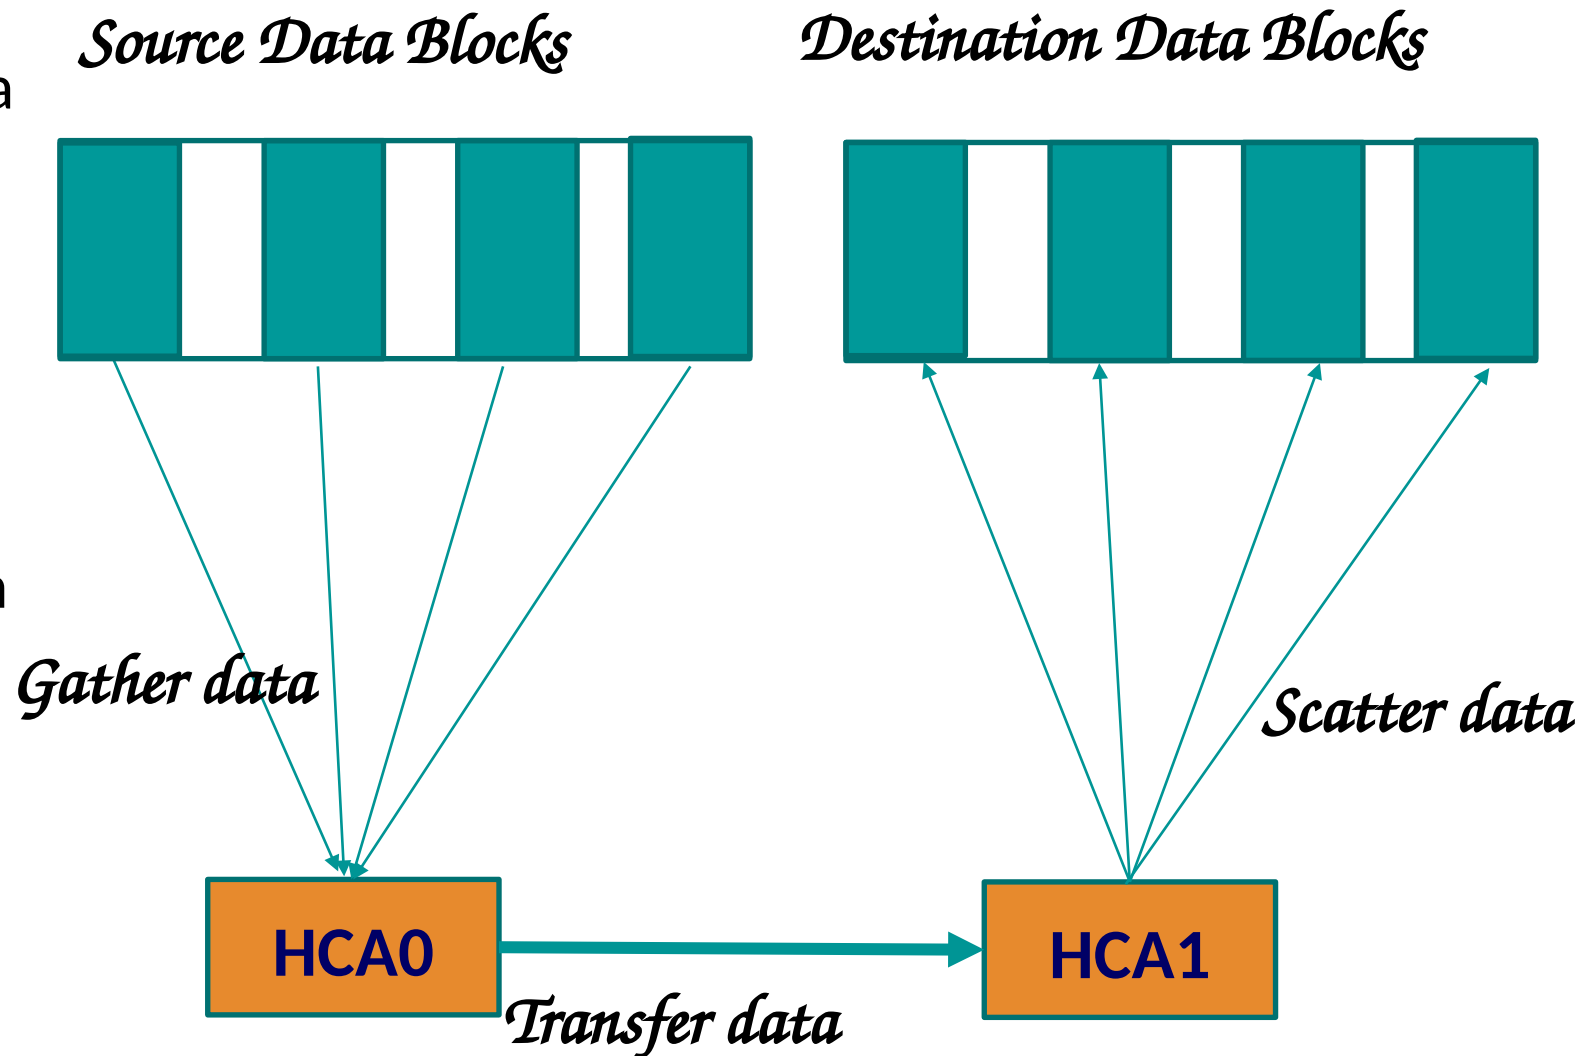 Source Data Blocks
Destination Data Blocks
a
n
Gather data
Scatter data
HCA0
HCA1
Transfer data